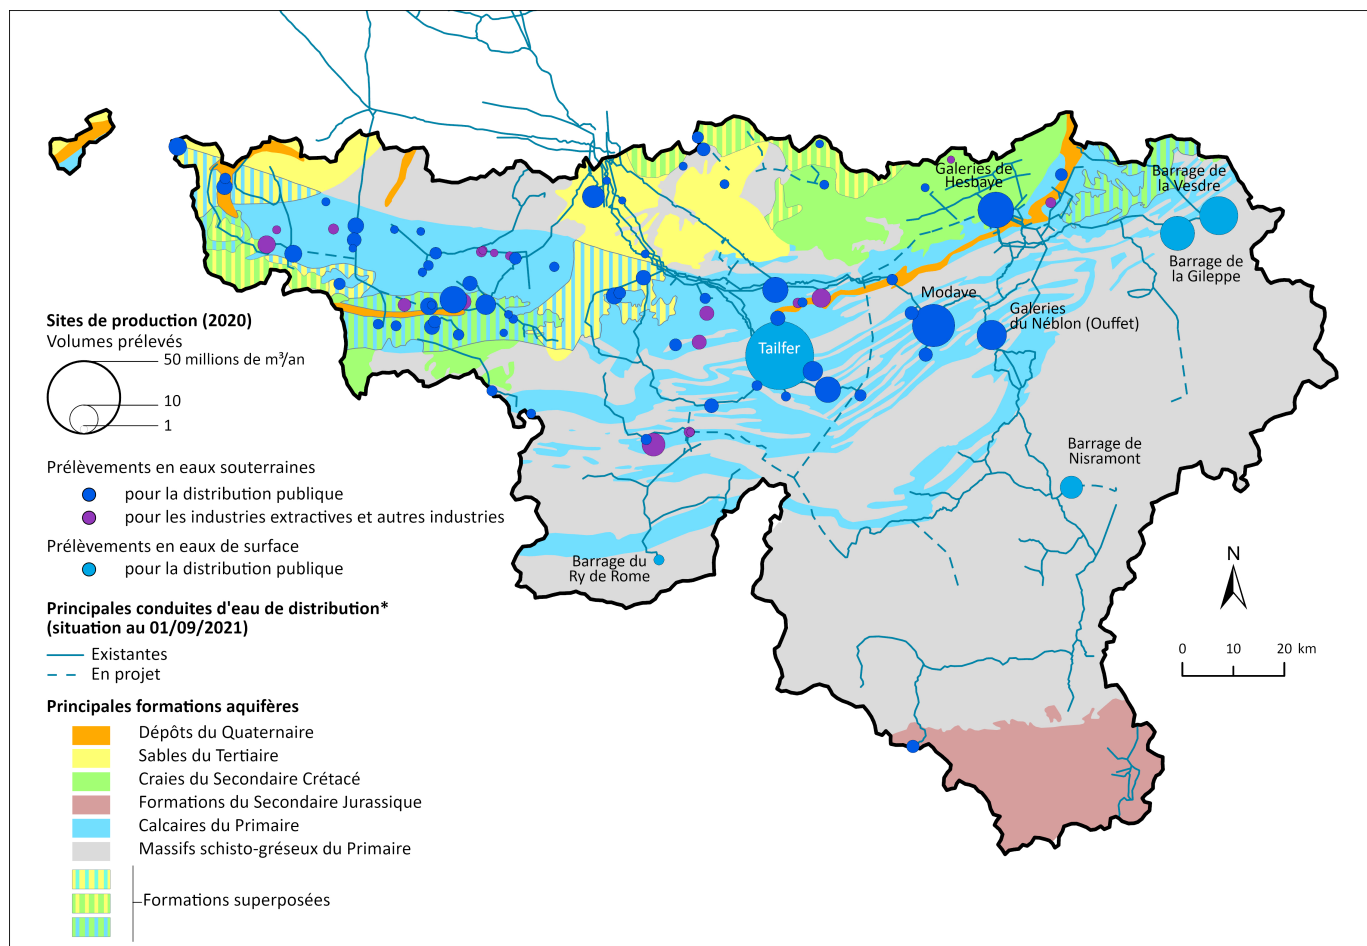 Galeries de
Hesbaye
Barrage de
la Vesdre
Barrage de
la Gileppe
Modave
Galeries
du Néblon (Ouffet)
Tailfer
Barrage de
Nisramont
Barrage du
Ry de Rome
Sites de production (2020)
Volumes prélevés
50 millions de m³/an
10
1
Prélèvements en eaux souterraines
pour la distribution publique
pour les industries extractives et autres industries
Prélèvements en eaux de surface
pour la distribution publique
Principales conduites d'eau de distribution*
(situation au 01/09/2021)
Existantes
En projet
Principales formations aquifères
Dépôts du Quaternaire
Sables du Tertiaire
Craies du Secondaire Crétacé
Formations du Secondaire Jurassique
Calcaires du Primaire
Massifs schisto-gréseux du Primaire
Formations superposées
N
0 10 20 km